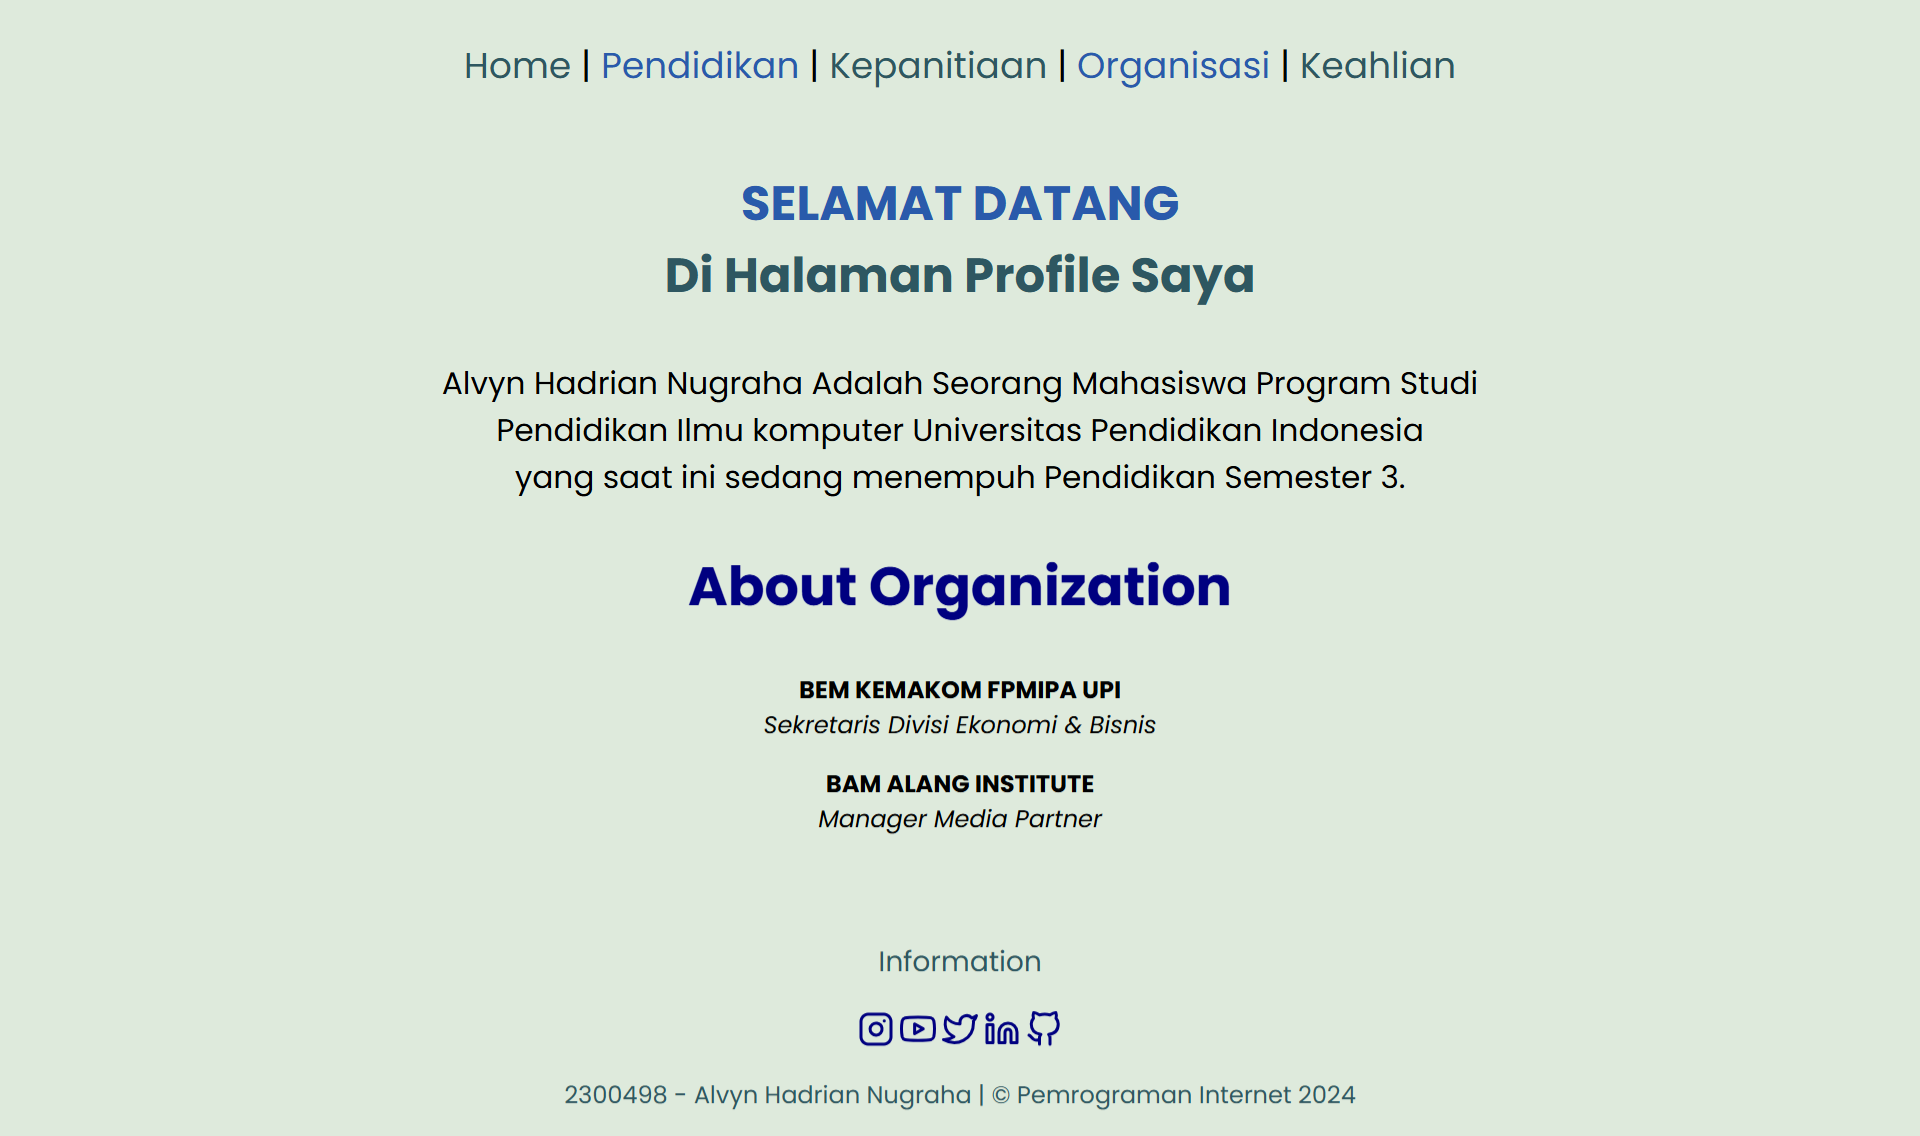 Home | Pendidikan | Kepanitiaan | Organisasi | Keahlian
SELAMAT DATANG
Di Halaman Profile Saya
Alvyn Hadrian Nugraha Adalah Seorang Mahasiswa Program Studi
Pendidikan Ilmu komputer Universitas Pendidikan Indonesia
yang saat ini sedang menempuh Pendidikan Semester 3.
About Organization
BEM KEMAKOM FPMIPA UPI
Sekretaris Divisi Ekonomi & Bisnis
BAM ALANG INSTITUTE
Manager Media Partner
Information
2300498 - Alvyn Hadrian Nugraha | © Pemrograman Internet 2024